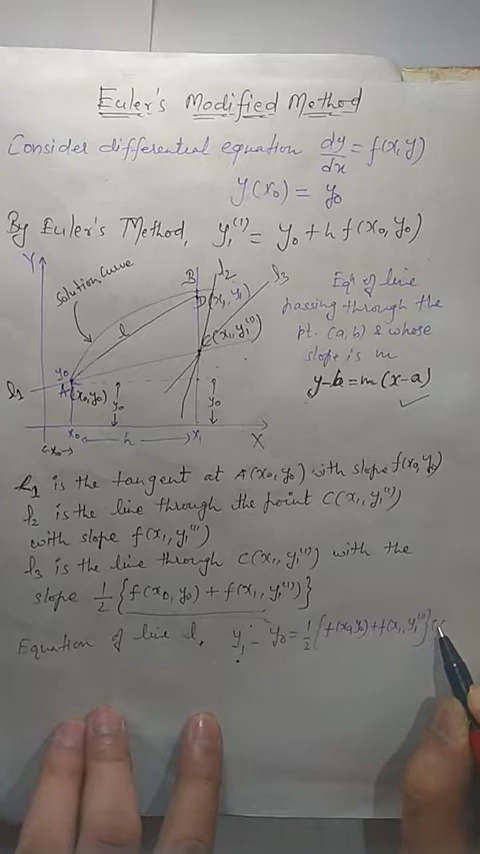 Euler's Modified Method
Consider differential equation dy/dx = f(x,y)
y(x₀) = y₀
By Euler's Method, y₁⁽¹⁾ = y₀ + h f(x₀, y₀)
Y
B
l₂
l₃
D(x₁, y₁)
solution curve
l
C(x₁, y₁⁽¹⁾)
y₀
l₁
A(x₀, y₀)
y₀
y₀
x₀
h
x₁
X
x₀
Eqⁿ of line
passing through the
pt. (a, b) & whose
slope is m
y-b = m(x-a)
l₁ is the tangent at A(x₀, y₀) with slope f(x₀, y₀)
l₂ is the line through the point C(x₁, y₁⁽¹⁾)
with slope f(x₁, y₁⁽¹⁾)
l₃ is the line through C(x₁, y₁⁽¹⁾) with the
slope 1/2 {f(x₀, y₀) + f(x₁, y₁⁽¹⁾)}
Equation of line l, y₁ - y₀ = 1/2 [f(x₀, y₀) + f(x₁, y₁⁽¹⁾)]